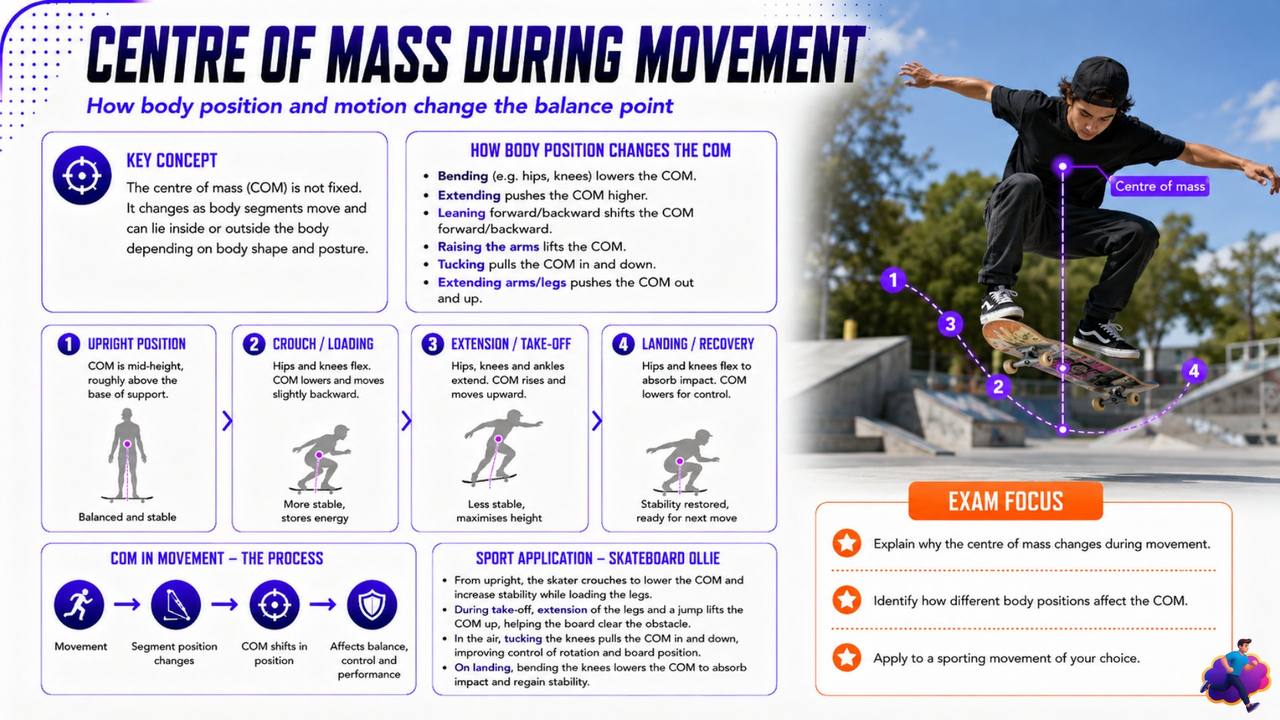 CENTRE OF MASS DURING MOVEMENT
How body position and motion change the balance point
KEY CONCEPT
The centre of mass (COM) is not fixed.
It changes as body segments move and
can lie inside or outside the body
depending on body shape and posture.
HOW BODY POSITION CHANGES THE COM
• Bending (e.g. hips, knees) lowers the COM.
• Extending pushes the COM higher.
• Leaning forward/backward shifts the COM
forward/backward.
• Raising the arms lifts the COM.
• Tucking pulls the COM in and down.
• Extending arms/legs pushes the COM out
and up.
Centre of mass
1
3
2
4
1 UPRIGHT POSITION
COM is mid-height,
roughly above the
base of support.
Balanced and stable
2 CROUCH / LOADING
Hips and knees flex.
COM lowers and moves
slightly backward.
More stable,
stores energy
3 EXTENSION / TAKE-OFF
Hips, knees and ankles
extend. COM rises and
moves upward.
Less stable,
maximises height
4 LANDING / RECOVERY
Hips and knees flex to
absorb impact. COM
lowers for control.
Stability restored,
ready for next move
COM IN MOVEMENT – THE PROCESS
Movement
Segment position
changes
COM shifts in
position
Affects balance,
control and
performance
SPORT APPLICATION – SKATEBOARD OLLIE
• From upright, the skater crouches to lower the COM and
increase stability while loading the legs.
• During take-off, extension of the legs and a jump lifts the
COM up, helping the board clear the obstacle.
• In the air, tucking the knees pulls the COM in and down,
improving control of rotation and board position.
• On landing, bending the knees lowers the COM to absorb
impact and regain stability.
EXAM FOCUS
Explain why the centre of mass changes during movement.
Identify how different body positions affect the COM.
Apply to a sporting movement of your choice.